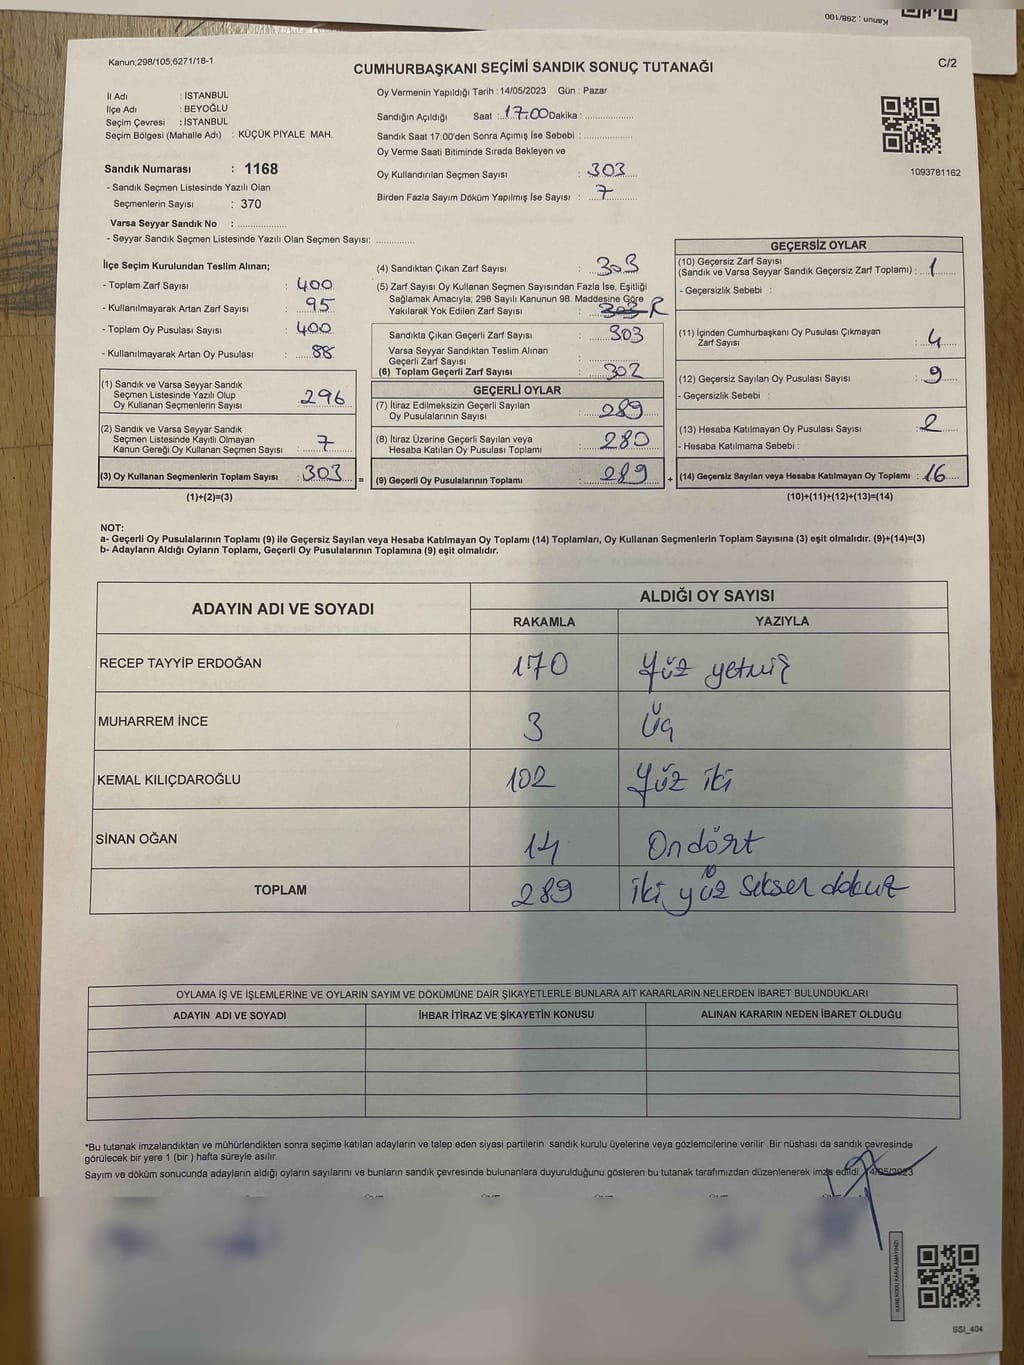 Kanun : 298/100
Kanun;298/105;6271/18-1
CUMHURBAŞKANI SEÇİMİ SANDIK SONUÇ TUTANAĞI
C/2
İl Adı : İSTANBUL
İlçe Adı : BEYOĞLU
Seçim Çevresi : İSTANBUL
Seçim Bölgesi (Mahalle Adı) : KÜÇÜK PİYALE MAH.
Sandık Numarası : 1168
- Sandık Seçmen Listesinde Yazılı Olan
Seçmenlerin Sayısı : 370
Varsa Seyyar Sandık No : ..............
- Seyyar Sandık Seçmen Listesinde Yazılı Olan Seçmen Sayısı: ..............
Oy Vermenin Yapıldığı Tarih :14/05/2023 Gün : Pazar
Sandığın Açıldığı Saat : 17.00 Dakika : ..............
Sandık Saat 17:00'den Sonra Açımış İse Sebebi : ..............
Oy Verme Saati Bitiminde Sırada Bekleyen ve
Oy Kullandırılan Seçmen Sayısı : 303
Birden Fazla Sayım Döküm Yapılmış İse Sayısı : 7
1093781162
İlçe Seçim Kurulundan Teslim Alınan;
- Toplam Zarf Sayısı : 400
- Kullanılmayarak Artan Zarf Sayısı : 95
- Toplam Oy Pusulası Sayısı : 400
- Kullanılmayarak Artan Oy Pusulası : 88
(1) Sandık ve Varsa Seyyar Sandık
Seçmen Listesinde Yazılı Olup
Oy Kullanan Seçmenlerin Sayısı : 296
(2) Sandık ve Varsa Seyyar Sandık
Seçmen Listesinde Kayıtlı Olmayan
Kanun Gereği Oy Kullanan Seçmen Sayısı : 7
(3) Oy Kullanan Seçmenlerin Toplam Sayısı : 303 =
(1)+(2)=(3)
(4) Sandıktan Çıkan Zarf Sayısı : 303
(5) Zarf Sayısı Oy Kullanan Seçmen Sayısından Fazla İse, Eşitliği
Sağlamak Amacıyla; 298 Sayılı Kanunun 98. Maddesine Göre
Yakılarak Yok Edilen Zarf Sayısı : 303 R
Sandıkta Çıkan Geçerli Zarf Sayısı : 303
Varsa Seyyar Sandıktan Teslim Alınan
Geçerli Zarf Sayısı : ..............
(6) Toplam Geçerli Zarf Sayısı : 302
GEÇERLİ OYLAR
(7) İtiraz Edilmeksizin Geçerli Sayılan
Oy Pusulalarının Sayısı : 289
(8) İtiraz Üzerine Geçerli Sayılan veya
Hesaba Katılan Oy Pusulası Toplamı : 280
(9) Geçerli Oy Pusulalarının Toplamı : 289 +
GEÇERSİZ OYLAR
(10) Geçersiz Zarf Sayısı
(Sandık ve Varsa Seyyar Sandık Geçersiz Zarf Toplamı) : 1
- Geçersizlik Sebebi :
(11) İçinden Cumhurbaşkanı Oy Pusulası Çıkmayan
Zarf Sayısı : 4
(12) Geçersiz Sayılan Oy Pusulası Sayısı : 9
- Geçersizlik Sebebi :
(13) Hesaba Katılmayan Oy Pusulası Sayısı : 2
- Hesaba Katılmama Sebebi :
(14) Geçersiz Sayılan veya Hesaba Katılmayan Oy Toplamı : 16
(10)+(11)+(12)+(13)=(14)
NOT:
a- Geçerli Oy Pusulalarının Toplamı (9) ile Geçersiz Sayılan veya Hesaba Katılmayan Oy Toplamı (14) Toplamları, Oy Kullanan Seçmenlerin Toplam Sayısına (3) eşit olmalıdır. (9)+(14)=(3)
b- Adayların Aldığı Oyların Toplamı, Geçerli Oy Pusulalarının Toplamına (9) eşit olmalıdır.
ADAYIN ADI VE SOYADI ALDIĞI OY SAYISI
RAKAMLA YAZIYLA
RECEP TAYYİP ERDOĞAN 170 Yüz yetmiş
MUHARREM İNCE 3 Üç
KEMAL KILIÇDAROĞLU 102 Yüz iki
SİNAN OĞAN 14 Ondört
TOPLAM 289 İki yüz seksen dokuz
OYLAMA İŞ VE İŞLEMLERİNE VE OYLARIN SAYIM VE DÖKÜMÜNE DAİR ŞİKAYETLERLE BUNLARA AİT KARARLARIN NELERDEN İBARET BULUNDUKLARI
ADAYIN ADI VE SOYADI İHBAR İTİRAZ VE ŞİKAYETİN KONUSU ALINAN KARARIN NEDEN İBARET OLDUĞU
*Bu tutanak imzalandıktan ve mühürlendikten sonra seçime katılan adayların ve talep eden siyasi partilerin sandık kurulu üyelerine veya gözlemcilerine verilir .Bir nüshası da sandık çevresinde
görülecek bir yere 1 (bir ) hafta süreyle asılır.
Sayım ve döküm sonucunda adayların aldığı oyların sayılarını ve bunların sandık çevresinde bulunanlara duyurulduğunu gösteren bu tutanak tarafımızdan düzenlenerek imza edildi. 14/05/2023
KAREKODU KARALAMAYINIZ!
SSI_404